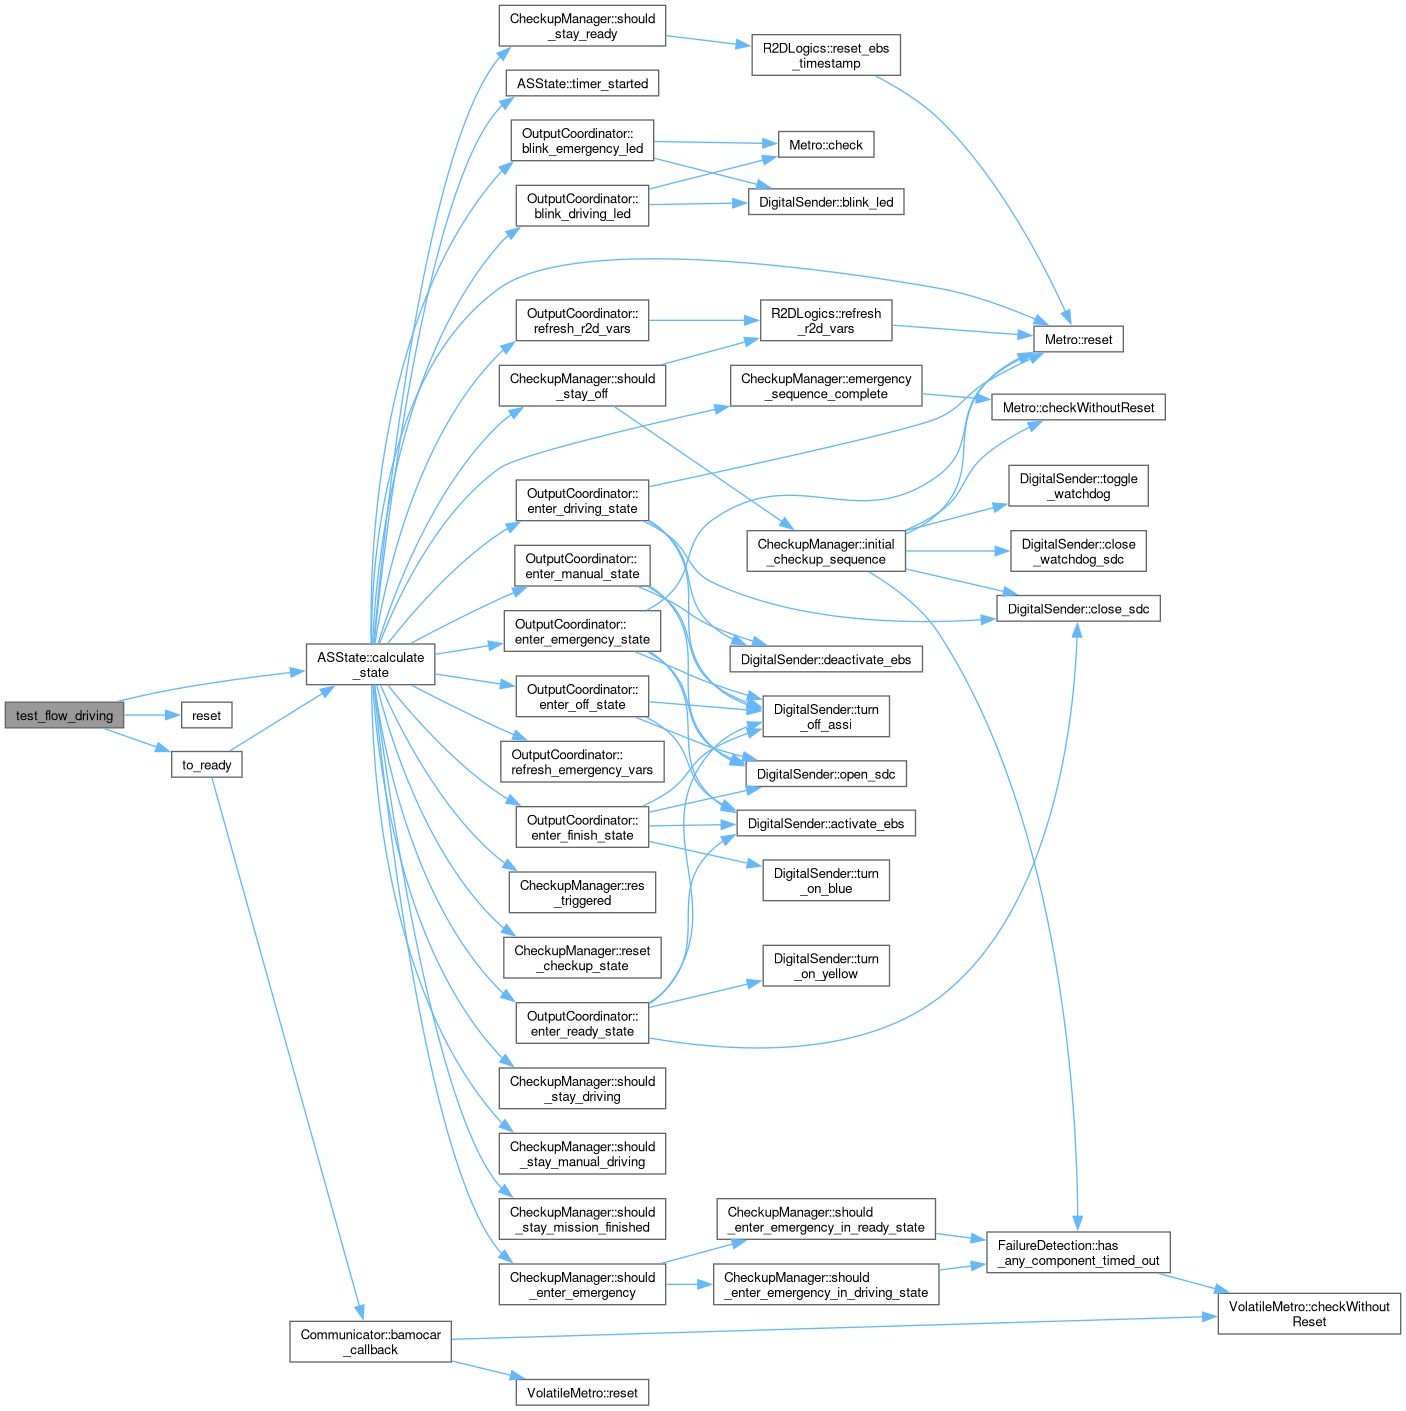 CheckupManager::should
_stay_ready
R2DLogics::reset_ebs
_timestamp
ASState::timer_started
OutputCoordinator::
blink_emergency_led
Metro::check
OutputCoordinator::
blink_driving_led
DigitalSender::blink_led
OutputCoordinator::
refresh_r2d_vars
R2DLogics::refresh
_r2d_vars
Metro::reset
CheckupManager::should
_stay_off
CheckupManager::emergency
_sequence_complete
Metro::checkWithoutReset
OutputCoordinator::
enter_driving_state
DigitalSender::toggle
_watchdog
OutputCoordinator::
enter_manual_state
CheckupManager::initial
_checkup_sequence
DigitalSender::close
_watchdog_sdc
DigitalSender::close_sdc
OutputCoordinator::
enter_emergency_state
ASState::calculate
_state
DigitalSender::deactivate_ebs
OutputCoordinator::
enter_off_state
DigitalSender::turn
_off_assi
test_flow_driving
reset
to_ready
OutputCoordinator::
refresh_emergency_vars
DigitalSender::open_sdc
OutputCoordinator::
enter_finish_state
DigitalSender::activate_ebs
DigitalSender::turn
_on_blue
CheckupManager::res
_triggered
CheckupManager::reset
_checkup_state
DigitalSender::turn
_on_yellow
OutputCoordinator::
enter_ready_state
CheckupManager::should
_stay_driving
CheckupManager::should
_stay_manual_driving
CheckupManager::should
_stay_mission_finished
CheckupManager::should
_enter_emergency_in_ready_state
FailureDetection::has
_any_component_timed_out
CheckupManager::should
_enter_emergency
CheckupManager::should
_enter_emergency_in_driving_state
VolatileMetro::checkWithout
Reset
Communicator::bamocar
_callback
VolatileMetro::reset